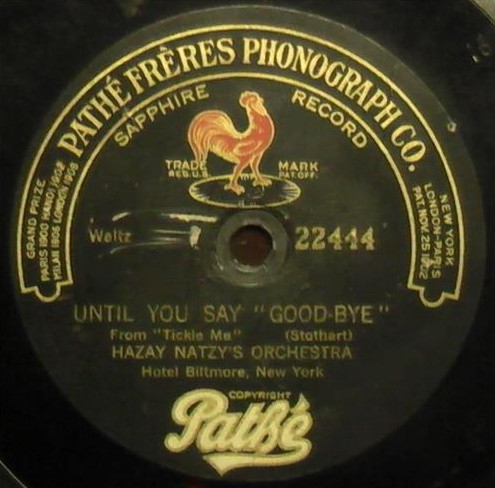 PATHÉ FRÈRES PHONOGRAPH CO.
SAPPHIRE RECORD
GRAND PRIZE
PARIS 1900 HANOI 1902
MILAN 1906 LONDON 1908
NEW YORK
LONDON-PARIS
PAT. NOV. 25 1902
TRADE MARK
REG. U.S. PAT. OFF.
Waltz 22444
UNTIL YOU SAY "GOOD-BYE"
From "Tickle Me" (Stothart)
HAZAY NATZY'S ORCHESTRA
Hotel Biltmore, New York
COPYRIGHT
Pathé